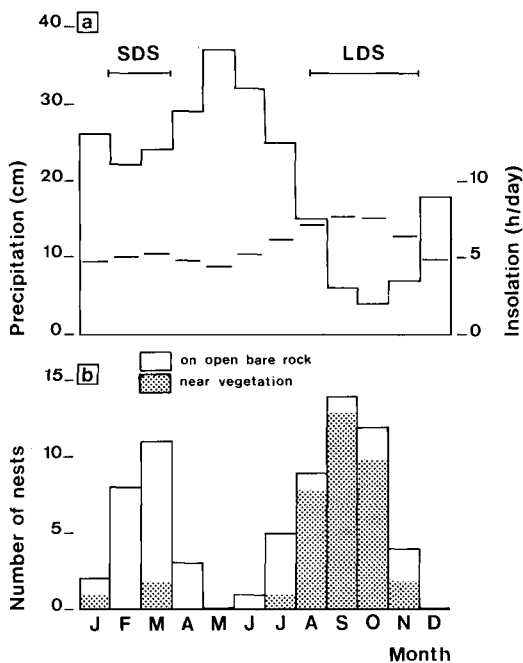 a
SDS
LDS
Precipitation (cm)
40
30
20
10
0
Insolation (h/day)
10
5
0
b
on open bare rock
near vegetation
Number of nests
15
10
5
0
J F M A M J J A S O N D
Month